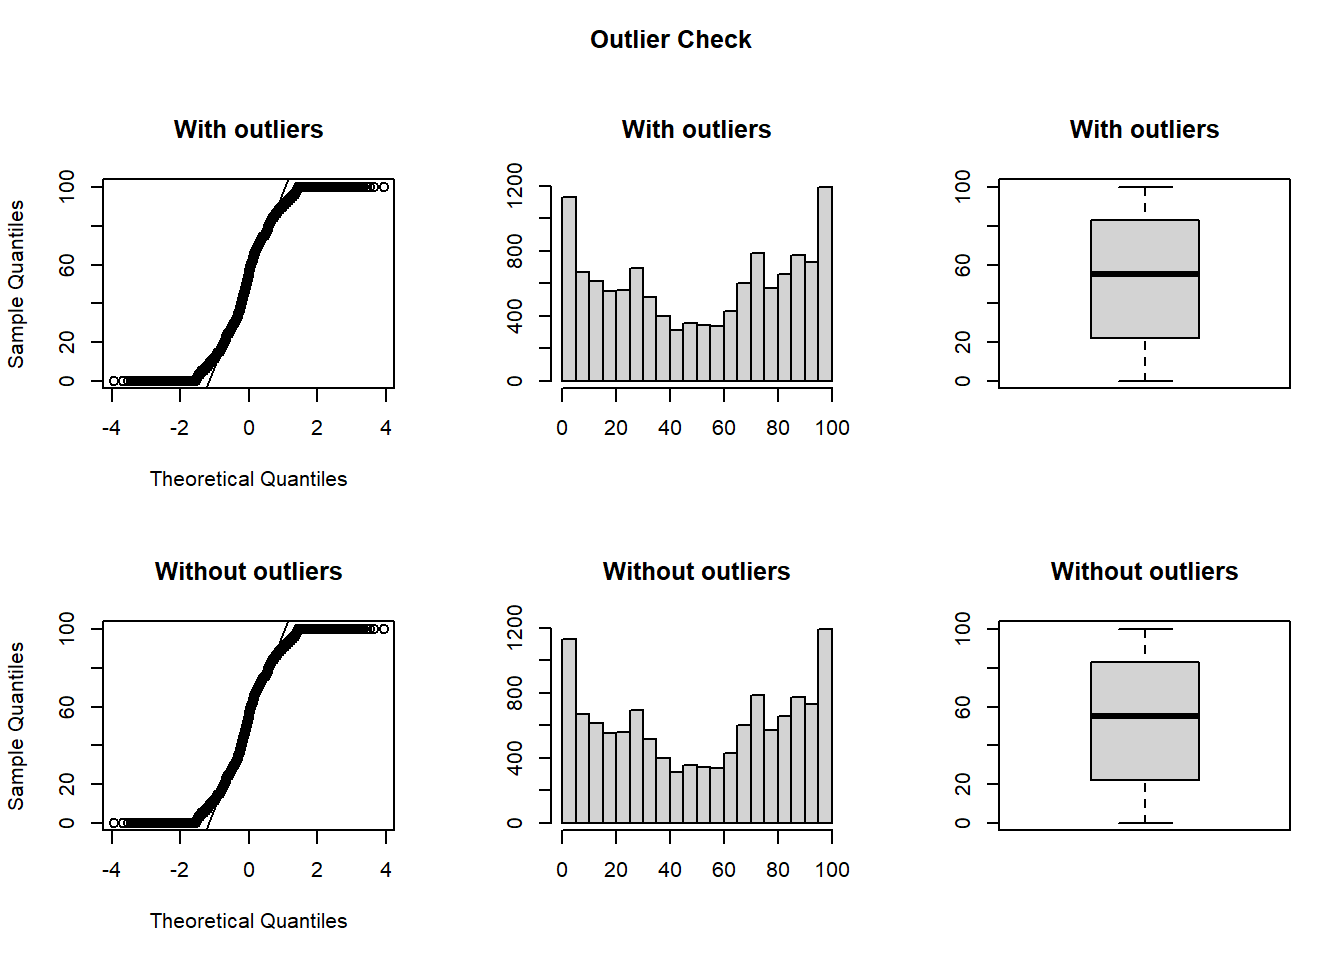 Outlier Check
With outliers
With outliers
With outliers
Sample Quantiles
0 20 60 100
-4 -2 0 2 4
Theoretical Quantiles
0 400 800 1200
0 20 40 60 80 100
0 20 60 100
Without outliers
Without outliers
Without outliers
Sample Quantiles
0 20 60 100
-4 -2 0 2 4
Theoretical Quantiles
0 400 800 1200
0 20 40 60 80 100
0 20 60 100